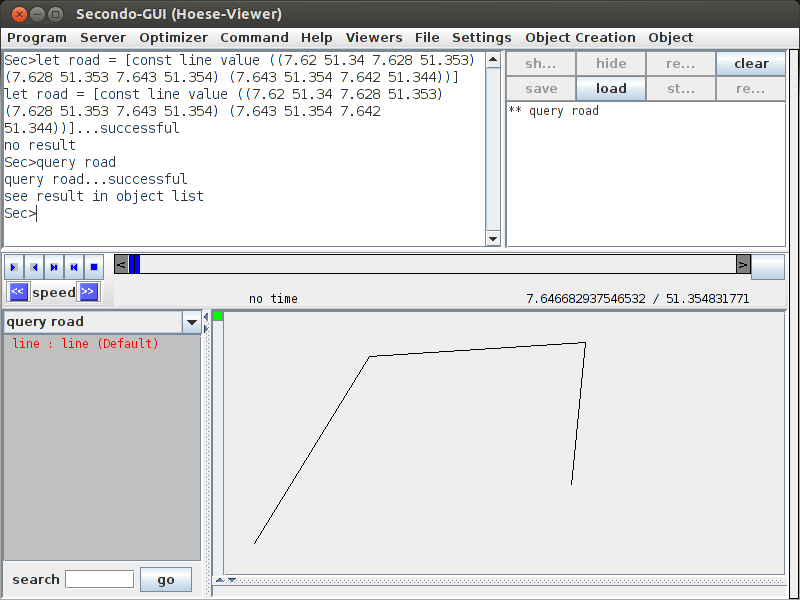 Secondo-GUI (Hoese-Viewer)
Program Server Optimizer Command Help Viewers File Settings Object Creation Object
Sec>let road = [const line value ((7.62 51.34 7.628 51.353)
(7.628 51.353 7.643 51.354) (7.643 51.354 7.642 51.344))]
let road = [const line value ((7.62 51.34 7.628 51.353)
(7.628 51.353 7.643 51.354) (7.643 51.354 7.642
51.344))]...successful
no result
Sec>query road
query road...successful
see result in object list
Sec>
sh... hide re... clear
save load st... re...
** query road
< >
<< speed >>
no time 7.646682937546532 / 51.354831771
query road
line : line (Default)
search go